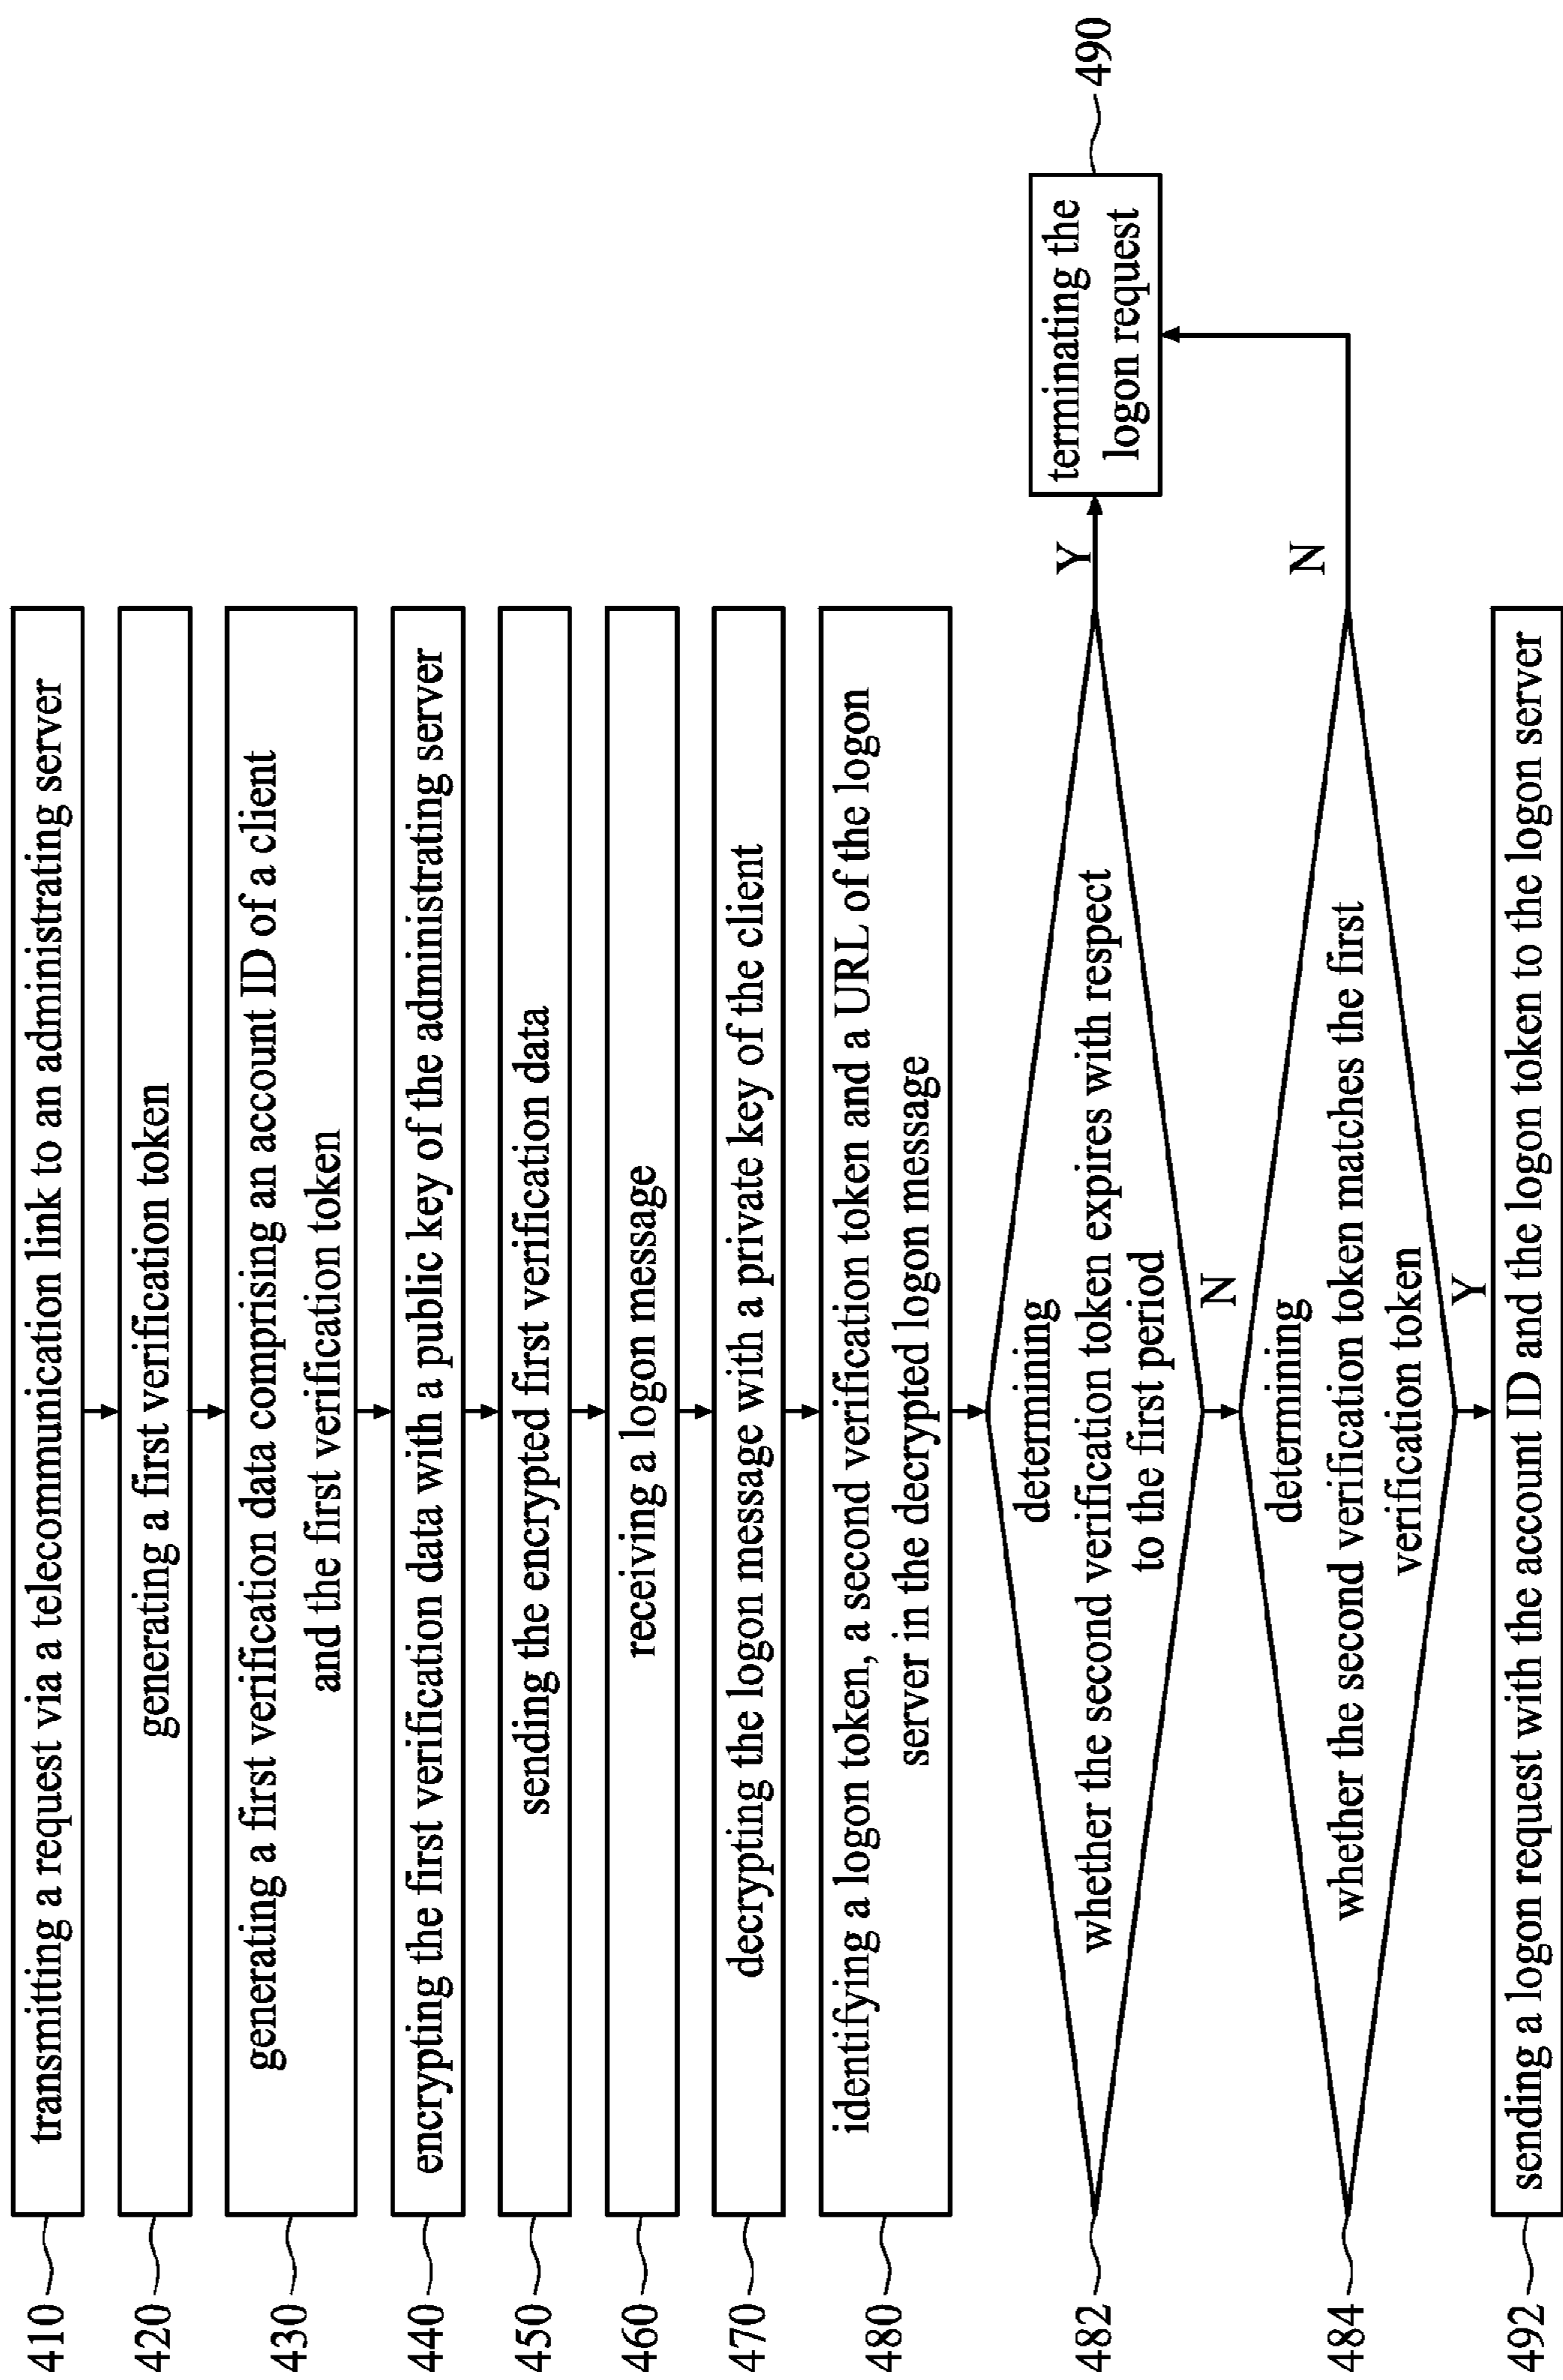 410
transmitting a request via a telecommunication link to an administrating server
420
generating a first verification token
430
generating a first verification data comprising an account ID of a client
and the first verification token
440
encrypting the first verification data with a public key of the administrating server
450
sending the encrypted first verification data
460
receiving a logon message
470
decrypting the logon message with a private key of the client
480
identifying a logon token, a second verification token and a URL of the logon
server in the decrypted logon message
482
determining
whether the second verification token expires with respect
to the first period
Y
terminating the
logon request
490
N
484
determining
whether the second verification token matches the first
verification token
N
Y
492
sending a logon request with the account ID and the logon token to the logon server